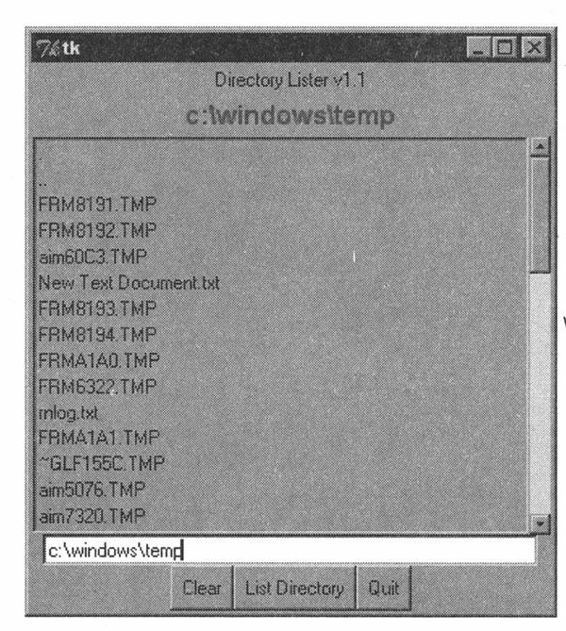 tk
Directory Lister v1.1
c:\windows\temp
.
..
FRM8191.TMP
FRM8192.TMP
aim60C3.TMP
New Text Document.txt
FRM8193.TMP
FRM8194.TMP
FRMA1A0.TMP
FRM6322.TMP
mlog.txt
FRMA1A1.TMP
~GLF155C.TMP
aim5076.TMP
aim7320.TMP
c:\windows\temp
Clear List Directory Quit